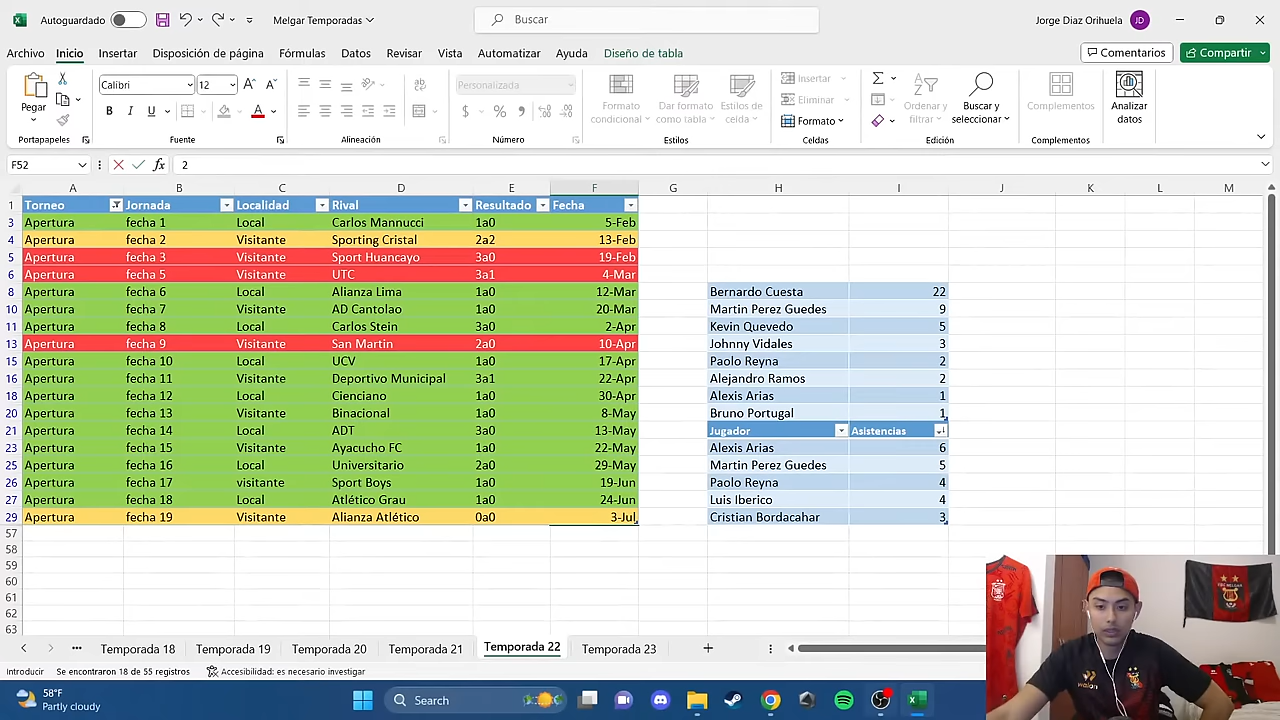 Autoguardado
Melgar Temporadas
Buscar
Jorge Diaz Orihuela
JD
Archivo Inicio Insertar Disposición de página Fórmulas Datos Revisar Vista Automatizar Ayuda Diseño de tabla
Comentarios
Compartir
Pegar
Portapapeles
Calibri 12
N K S
Fuente
Alineación
Personalizada
Número
Formato condicional
Dar formato como tabla
Estilos de celda
Estilos
Insertar
Eliminar
Formato
Celdas
Ordenar y filtrar
Buscar y seleccionar
Edición
Complementos
Complementos
Analizar datos
F52
fx
2
A B C D E F G H I J K L M
1 Torneo Jornada Localidad Rival Resultado Fecha
3 Apertura fecha 1 Local Carlos Mannucci 1a0 5-Feb
4 Apertura fecha 2 Visitante Sporting Cristal 2a2 13-Feb
5 Apertura fecha 3 Visitante Sport Huancayo 3a0 19-Feb
6 Apertura fecha 5 Visitante UTC 3a1 4-Mar
8 Apertura fecha 6 Local Alianza Lima 1a0 12-Mar Bernardo Cuesta 22
10 Apertura fecha 7 Visitante AD Cantolao 1a0 20-Mar Martin Perez Guedes 9
11 Apertura fecha 8 Local Carlos Stein 3a0 2-Apr Kevin Quevedo 5
13 Apertura fecha 9 Visitante San Martin 2a0 10-Apr Johnny Vidales 3
15 Apertura fecha 10 Local UCV 1a0 17-Apr Paolo Reyna 2
16 Apertura fecha 11 Visitante Deportivo Municipal 3a1 22-Apr Alejandro Ramos 2
18 Apertura fecha 12 Local Cienciano 1a0 30-Apr Alexis Arias 1
20 Apertura fecha 13 Visitante Binacional 1a0 8-May Bruno Portugal 1
21 Apertura fecha 14 Local ADT 3a0 13-May Jugador Asistencias
23 Apertura fecha 15 Visitante Ayacucho FC 1a0 22-May Alexis Arias 6
25 Apertura fecha 16 Local Universitario 2a0 29-May Martin Perez Guedes 5
26 Apertura fecha 17 visitante Sport Boys 1a0 19-Jun Paolo Reyna 4
27 Apertura fecha 18 Local Atlético Grau 1a0 24-Jun Luis Iberico 4
29 Apertura fecha 19 Visitante Alianza Atlético 0a0 3-Jul Cristian Bordacahar 3
57
58
59
60
61
62
63
Temporada 18 Temporada 19 Temporada 20 Temporada 21 Temporada 22 Temporada 23
Introducir Se encontraron 18 de 55 registros Accesibilidad: es necesario investigar
58°F
Partly cloudy
Search